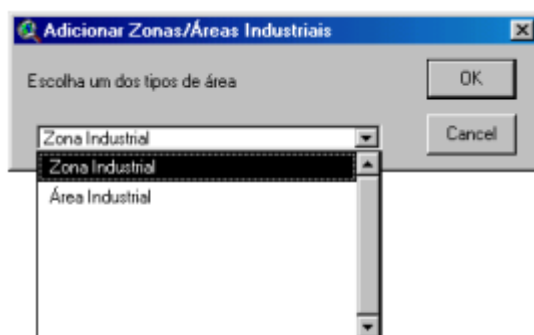 Adicionar Zonas/Áreas Industriais
Escolha um dos tipos de área
OK
Zona Industrial
Cancel
Zona Industrial
Área Industrial